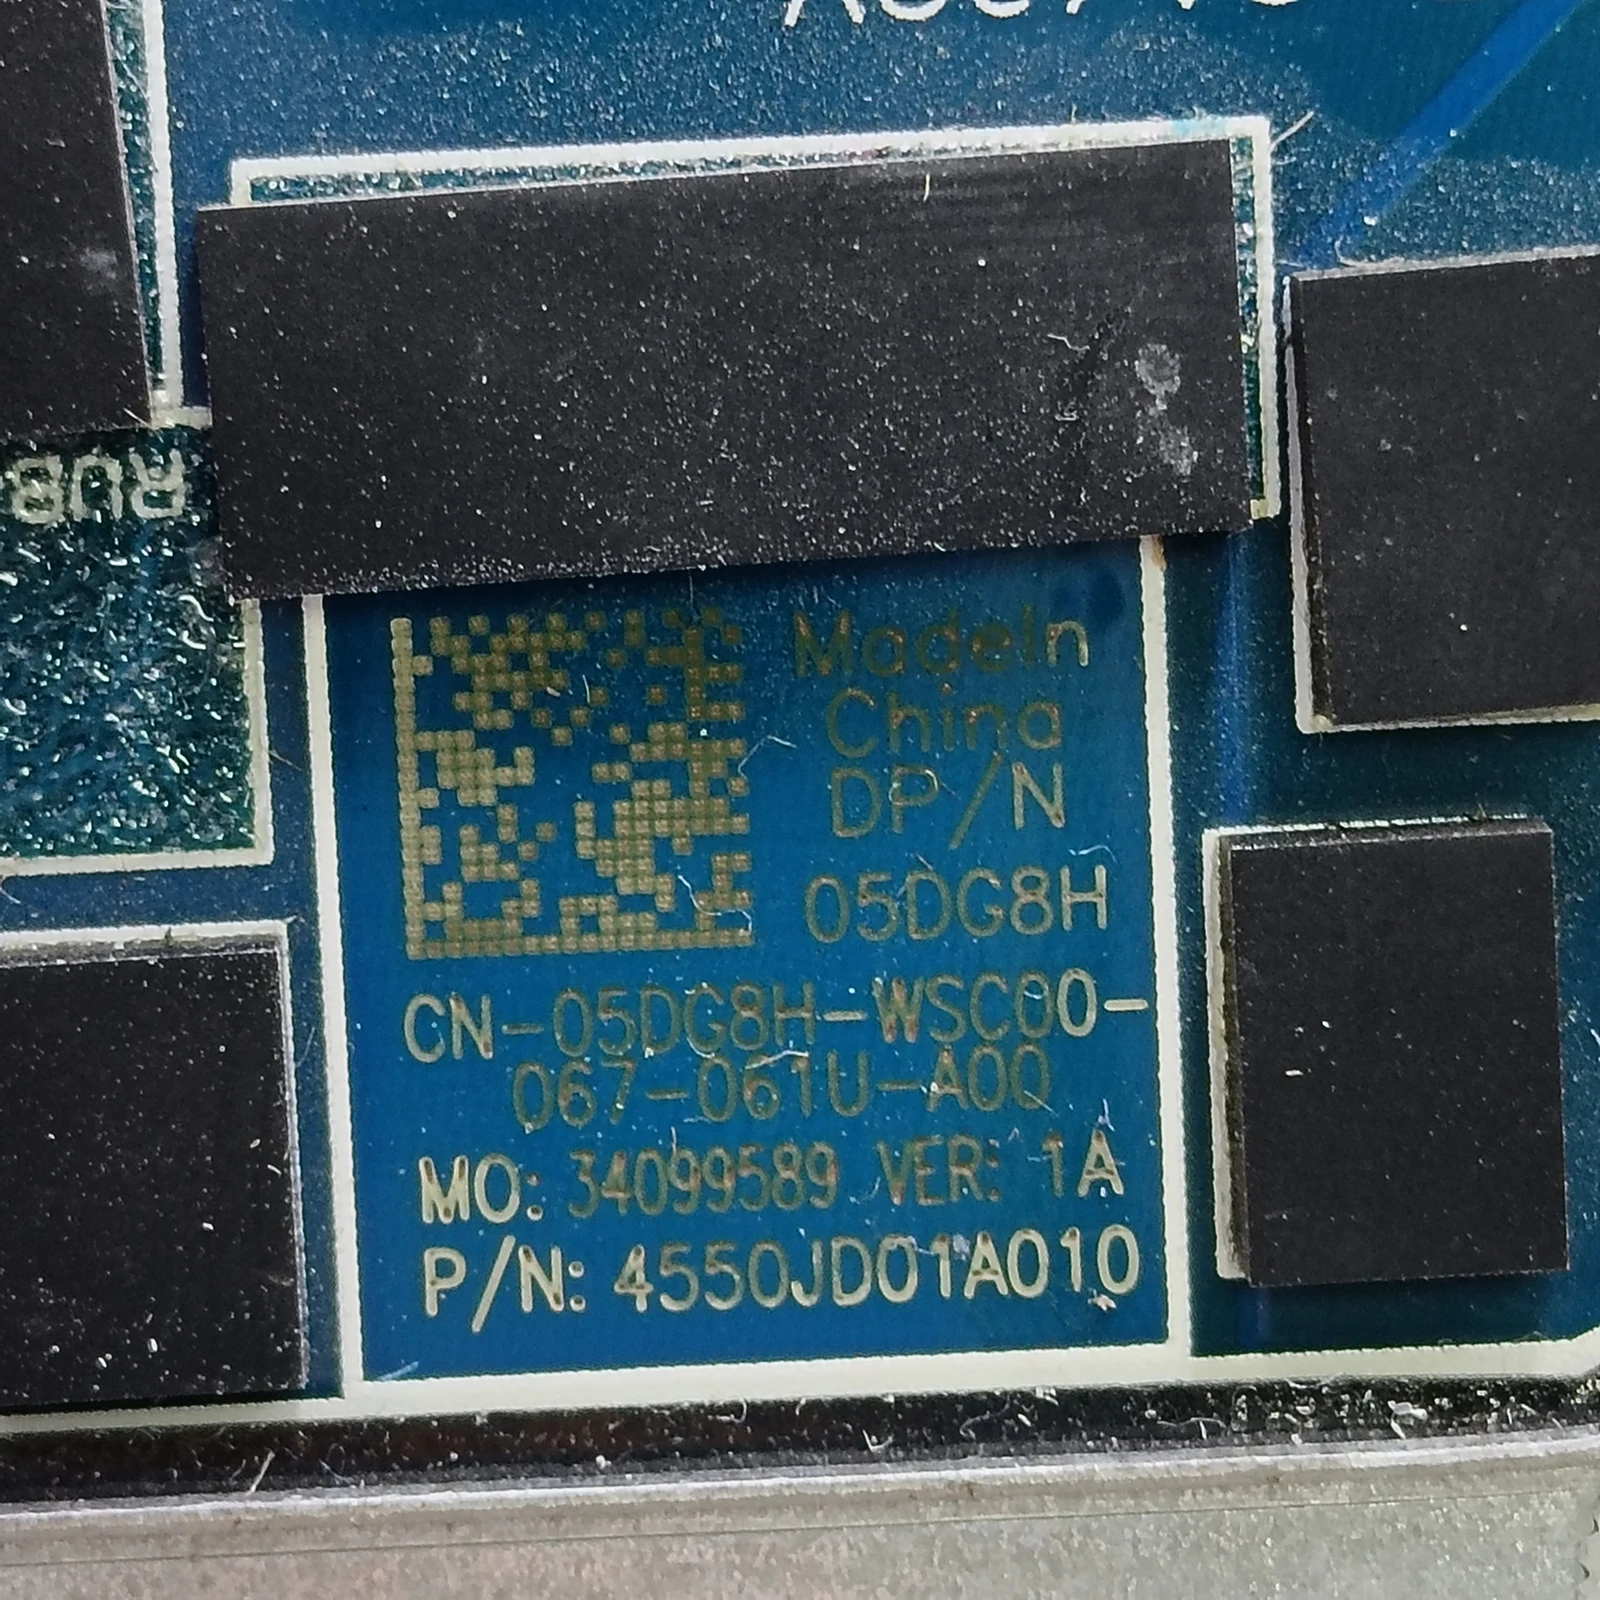 MadeIn
China
DP/N
05DG8H
CN-05DG8H-WSC00-
067-061U-A00
MO: 34099589 VER: 1A
P/N: 4550JD01A010